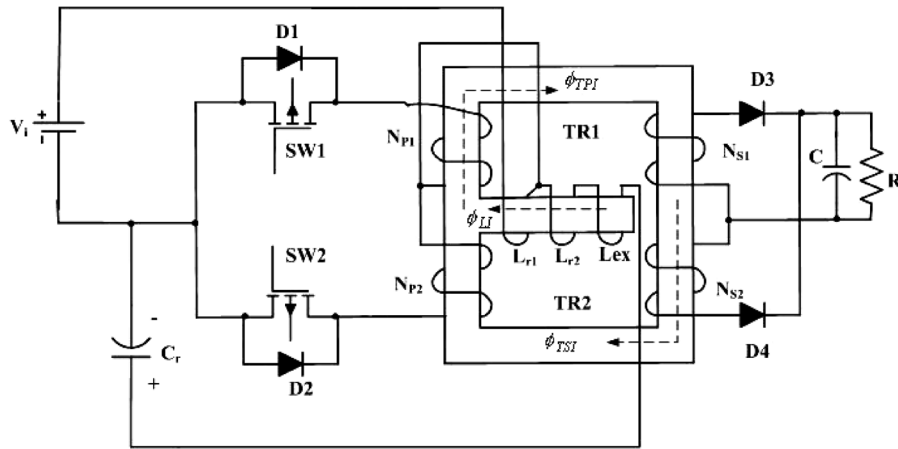 D1
D3
V_i
+
-
SW1
N_P1
ϕ_TPI
TR1
N_S1
C
R
ϕ_LI
L_r1
L_r2
Lex
SW2
N_P2
TR2
N_S2
-
C_r
+
D2
ϕ_TSI
D4